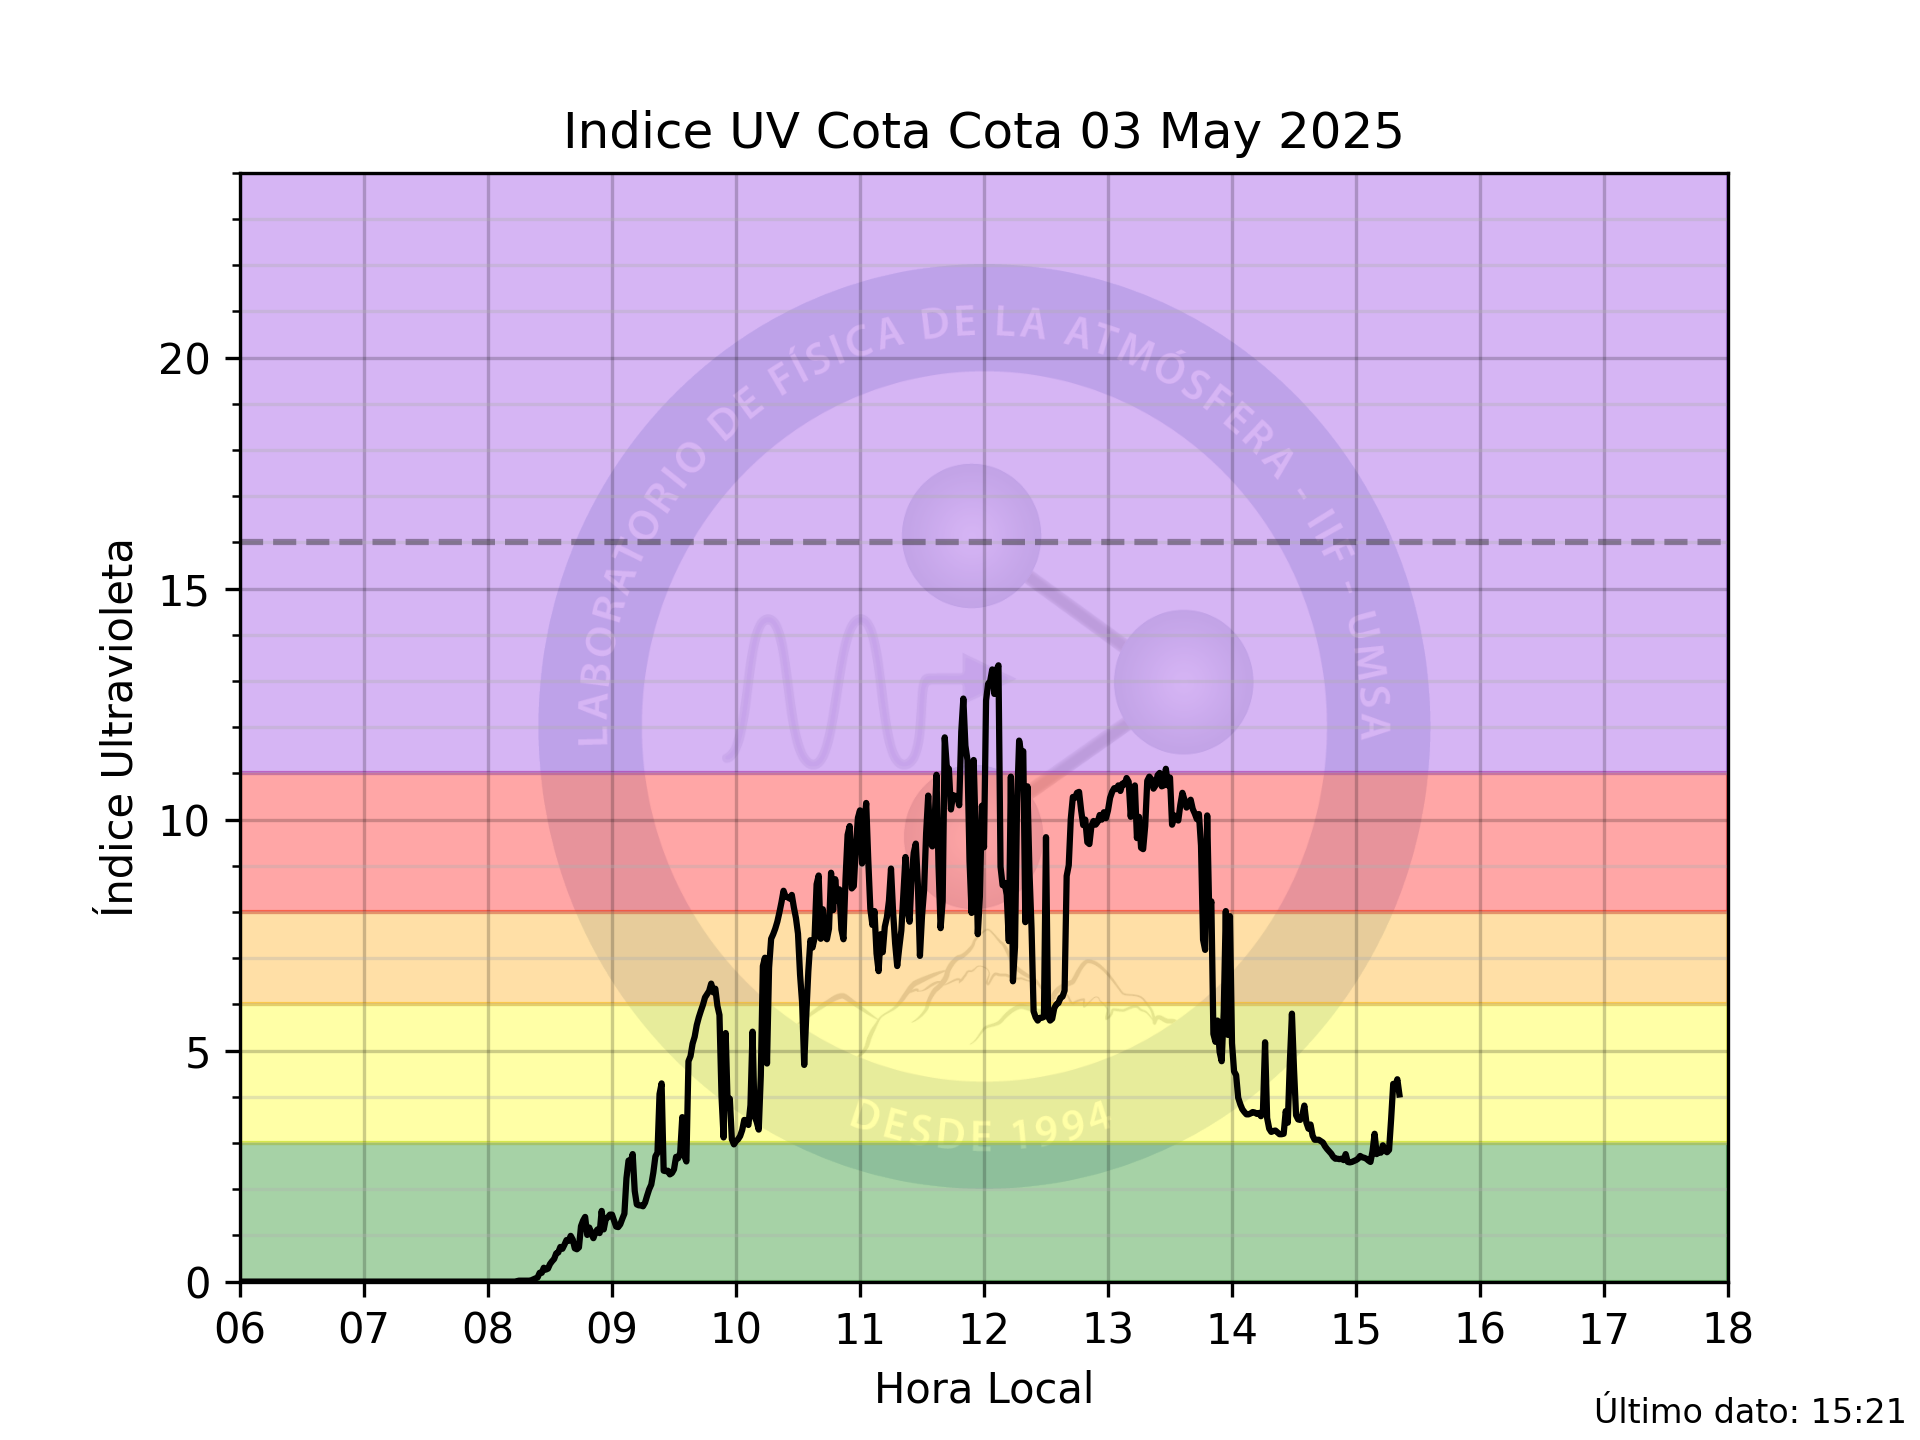 Indice UV Cota Cota 03 May 2025
LABORATORIO DE FÍSICA DE LA ATMÓSFERA - IIF - UMSA
DESDE 1994
Índice Ultravioleta
20
15
10
5
0
06 07 08 09 10 11 12 13 14 15 16 17 18
Hora Local
Último dato: 15:21